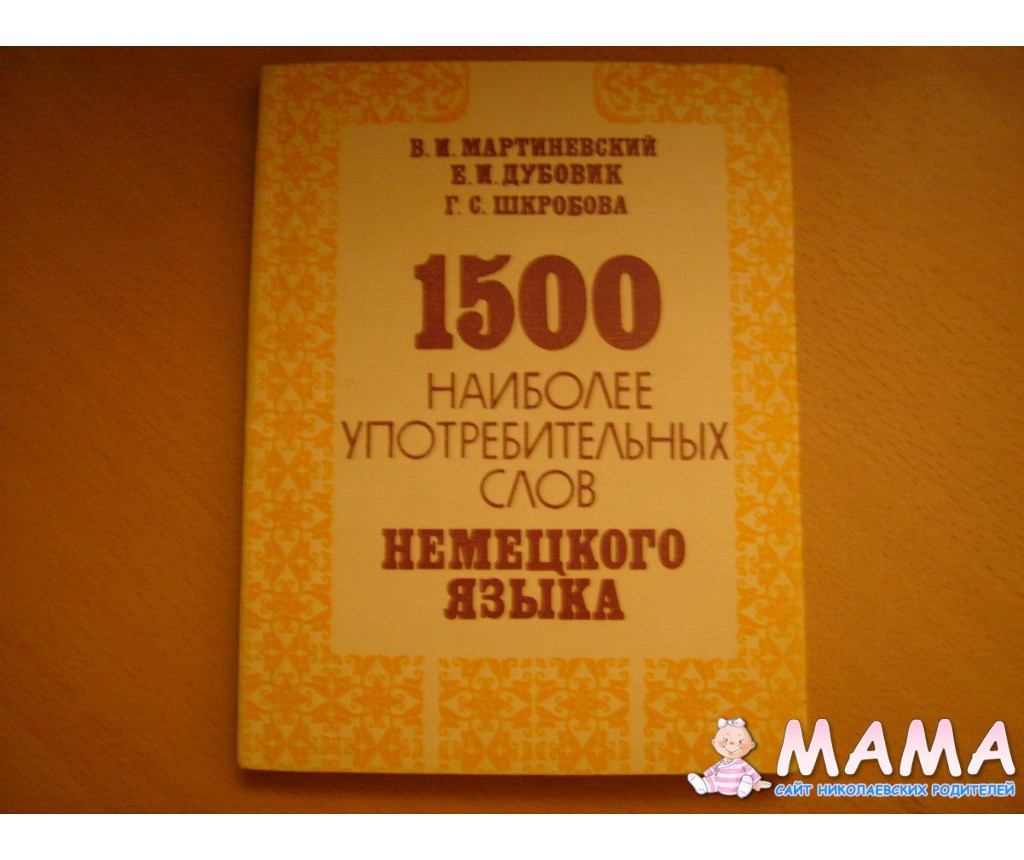 В. И. МАРТИНЕВСКИЙ
Е. И. ДУБОВИК
Г. С. ШКРОБОВА
1500
НАИБОЛЕЕ
УПОТРЕБИТЕЛЬНЫХ
СЛОВ
НЕМЕЦКОГО
ЯЗЫКА
МАМА
САЙТ НИКОЛАЕВСКИХ РОДИТЕЛЕЙ